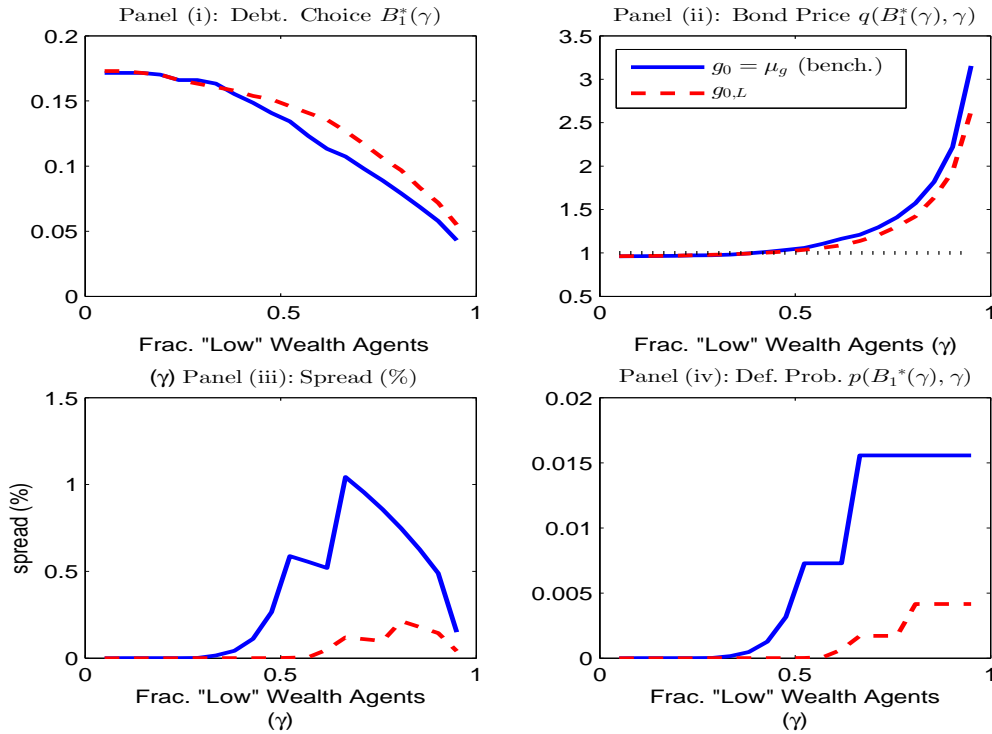 Panel (i): Debt. Choice B₁*(γ)
0.2
0.15
0.1
0.05
0
0 0.5 1
Frac. "Low" Wealth Agents
(γ)
Panel (ii): Bond Price q(B₁*(γ), γ)
3.5
3
2.5
2
1.5
1
0.5
0 0.5 1
g₀ = μ_g (bench.)
g₀,L
Frac. "Low" Wealth Agents (γ)
Panel (iii): Spread (%)
1.5
1
0.5
0
spread (%)
0 0.5 1
Frac. "Low" Wealth Agents
(γ)
Panel (iv): Def. Prob. p(B₁*(γ), γ)
0.02
0.015
0.01
0.005
0
0 0.5 1
Frac. "Low" Wealth Agents
(γ)